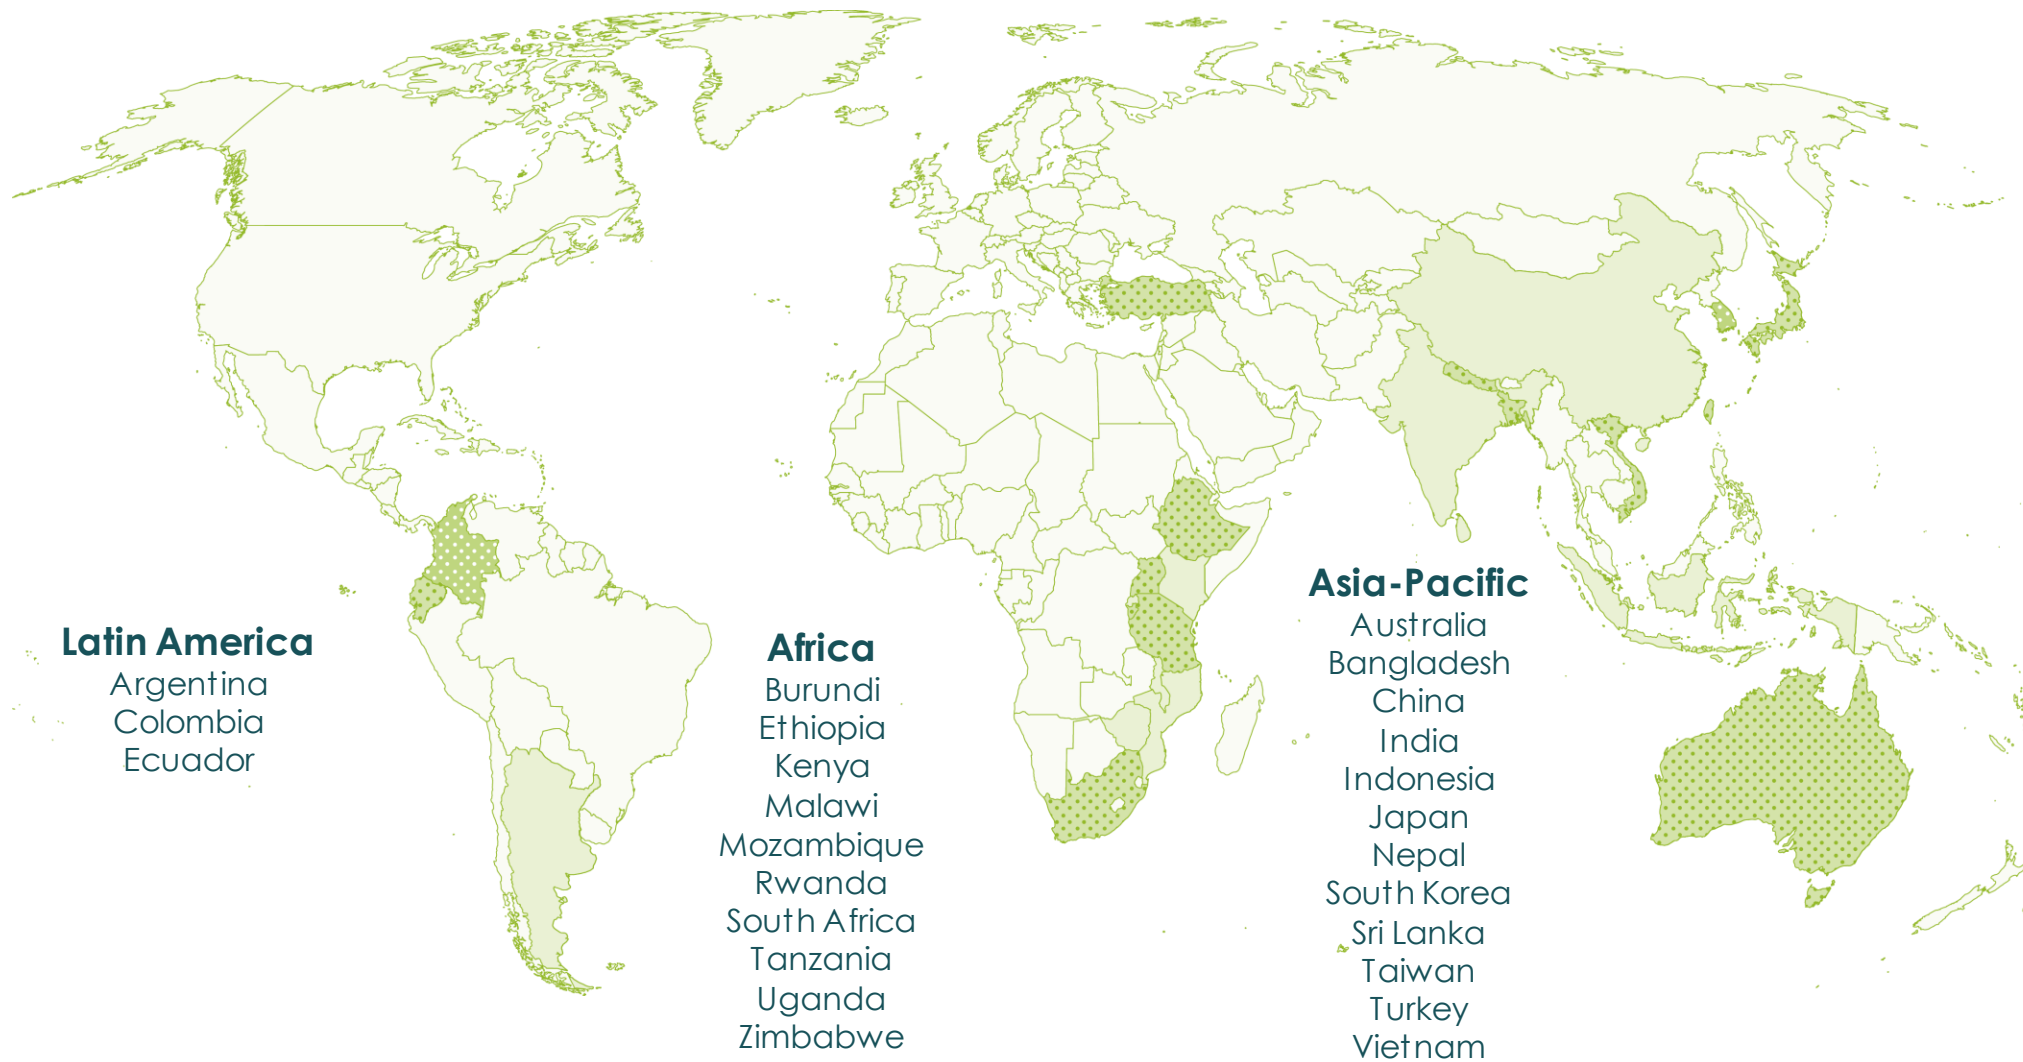 Latin America
Argentina
Colombia
Ecuador
Africa
Burundi
Ethiopia
Kenya
Malawi
Mozambique
Rwanda
South Africa
Tanzania
Uganda
Zimbabwe
Asia-Pacific
Australia
Bangladesh
China
India
Indonesia
Japan
Nepal
South Korea
Sri Lanka
Taiwan
Turkey
Vietnam